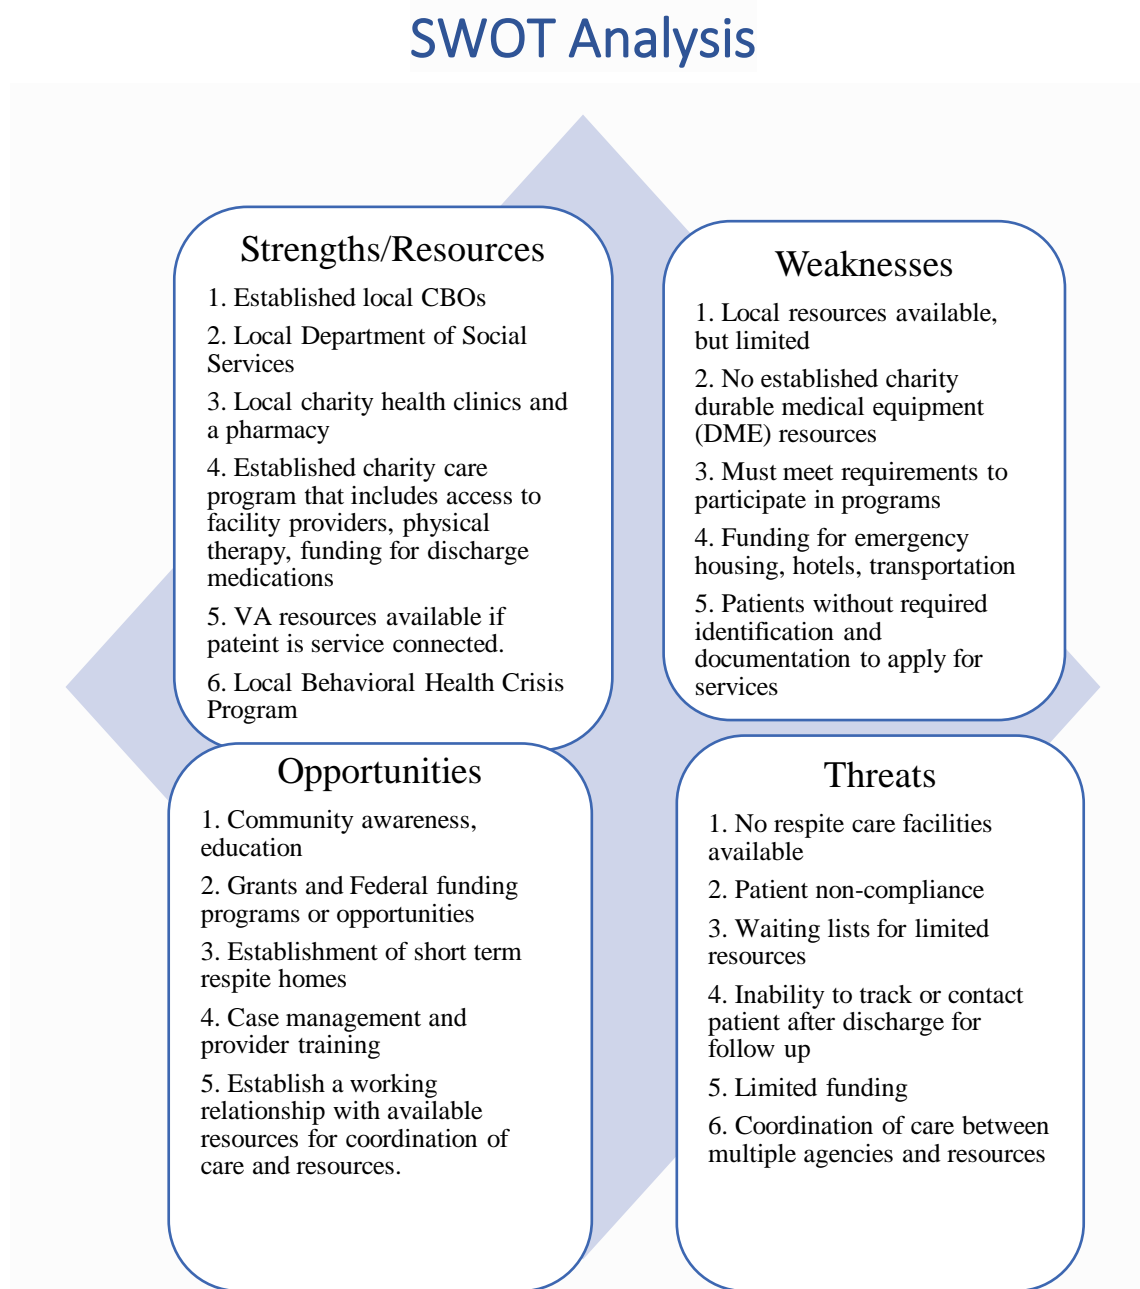 SWOT Analysis
Strengths/Resources
1. Established local CBOs
2. Local Department of Social
Services
3. Local charity health clinics and
a pharmacy
4. Established charity care
program that includes access to
facility providers, physical
therapy, funding for discharge
medications
5. VA resources available if
pateint is service connected.
6. Local Behavioral Health Crisis
Program
Weaknesses
1. Local resources available,
but limited
2. No established charity
durable medical equipment
(DME) resources
3. Must meet requirements to
participate in programs
4. Funding for emergency
housing, hotels, transportation
5. Patients without required
identification and
documentation to apply for
services
Opportunities
1. Community awareness,
education
2. Grants and Federal funding
programs or opportunities
3. Establishment of short term
respite homes
4. Case management and
provider training
5. Establish a working
relationship with available
resources for coordination of
care and resources.
Threats
1. No respite care facilities
available
2. Patient non-compliance
3. Waiting lists for limited
resources
4. Inability to track or contact
patient after discharge for
follow up
5. Limited funding
6. Coordination of care between
multiple agencies and resources